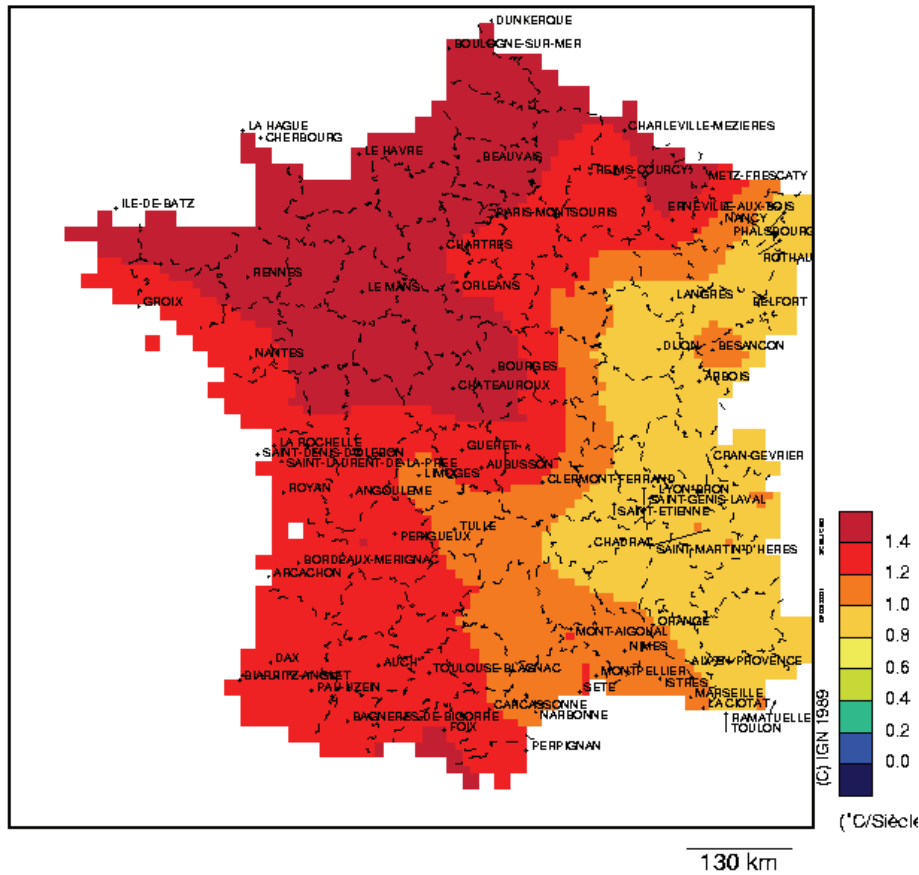 DUNKERQUE
BOULOGNE-SUR-MER
LA HAGUE
CHERBOURG
CHARLEVILLE-MEZIERES
LE HAVRE
BEAUVAIS
REIMS-COURCY
METZ-FRESCATY
ILE-DE-BATZ
PARIS-MONTSOURIS
ERNEVILLE-AUX-BOIS
NANCY
PHALSBOURG
CHARTRES
ROTHAU
RENNES
LE MANS
ORLEANS
LANGRES
BELFORT
GROIX
NANTES
DIJON
BESANCON
BOURGES
ARBOIS
CHATEAUROUX
LA ROCHELLE
GUERET
SAINT-DENIS-D'OLERON
CRAN-GEVRIER
SAINT-LAURENT-DE-LA-PREE
AUBUSSON
LIMOGES
CLERMONT-FERRAND
ROYAN
ANGOULEME
LYON-BRON
SAINT-GENIS-LAVAL
SAINT-ETIENNE
TULLE
PERIGUEUX
CHADRAC
SAINT-MARTIN-D'HERES
BORDEAUX-MERIGNAC
ARCACHON
ORANGE
MONT-AIGOUAL
NIMES
DAX
AUCH
TOULOUSE-BLAGNAC
AIX-EN-PROVENCE
BIARRITZ-ANGLET
PAU-UZEIN
MONTPELLIER
ISTRES
SETE
MARSEILLE
CARCASSONNE
LA CIOTAT
BAGNERES-DE-BIGORRE
NARBONNE
RAMATUELLE
FOIX
TOULON
PERPIGNAN
(C) IGN 1989
1.4
1.2
1.0
0.8
0.6
0.4
0.2
0.0
(°C/Siècle
130 km